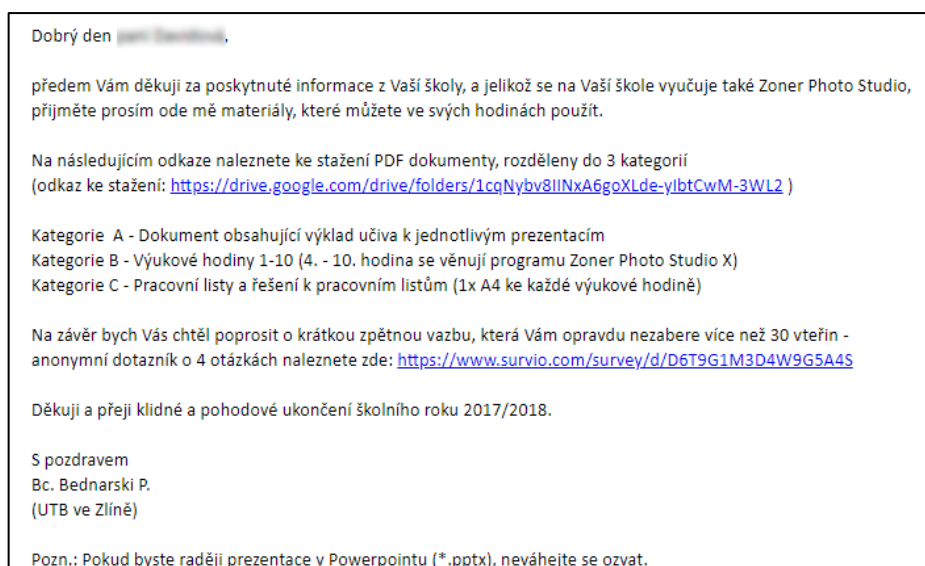 Dobrý den
předem Vám děkuji za poskytnuté informace z Vaší školy, a jelikož se na Vaší škole vyučuje také Zoner Photo Studio,
přijměte prosím ode mě materiály, které můžete ve svých hodinách použít.
Na následujícím odkaze naleznete ke stažení PDF dokumenty, rozděleny do 3 kategorií
(odkaz ke stažení: https://drive.google.com/drive/folders/1cqNybv8IINxA6goXLde-yIbtCwM-3WL2 )
Kategorie  A - Dokument obsahující výklad učiva k jednotlivým prezentacím
Kategorie B - Výukové hodiny 1-10 (4. - 10. hodina se věnují programu Zoner Photo Studio X)
Kategorie C - Pracovní listy a řešení k pracovním listům (1x A4 ke každé výukové hodině)
Na závěr bych Vás chtěl poprosit o krátkou zpětnou vazbu, která Vám opravdu nezabere více než 30 vteřin -
anonymní dotazník o 4 otázkách naleznete zde: https://www.survio.com/survey/d/D6T9G1M3D4W9G5A4S
Děkuji a přeji klidné a pohodové ukončení školního roku 2017/2018.
S pozdravem
Bc. Bednarski P.
(UTB ve Zlíně)
Pozn.: Pokud byste raději prezentace v Powerpointu (*.pptx), neváhejte se ozvat.